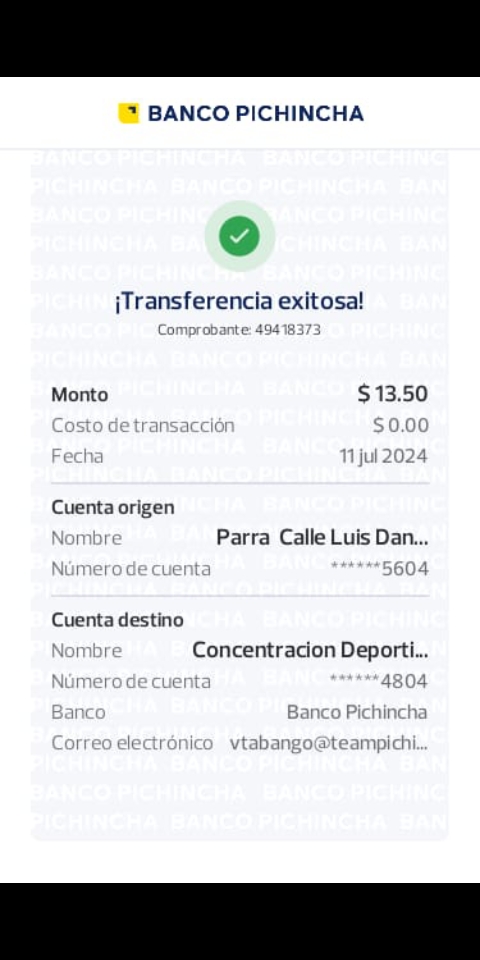 BANCO PICHINCHA
¡Transferencia exitosa!
Comprobante: 49418373
Monto $ 13.50
Costo de transacción $ 0.00
Fecha 11 jul 2024
Cuenta origen
Nombre Parra Calle Luis Dan...
Número de cuenta ******5604
Cuenta destino
Nombre Concentracion Deporti...
Número de cuenta ******4804
Banco Banco Pichincha
Correo electrónico vtabango@teampichi...